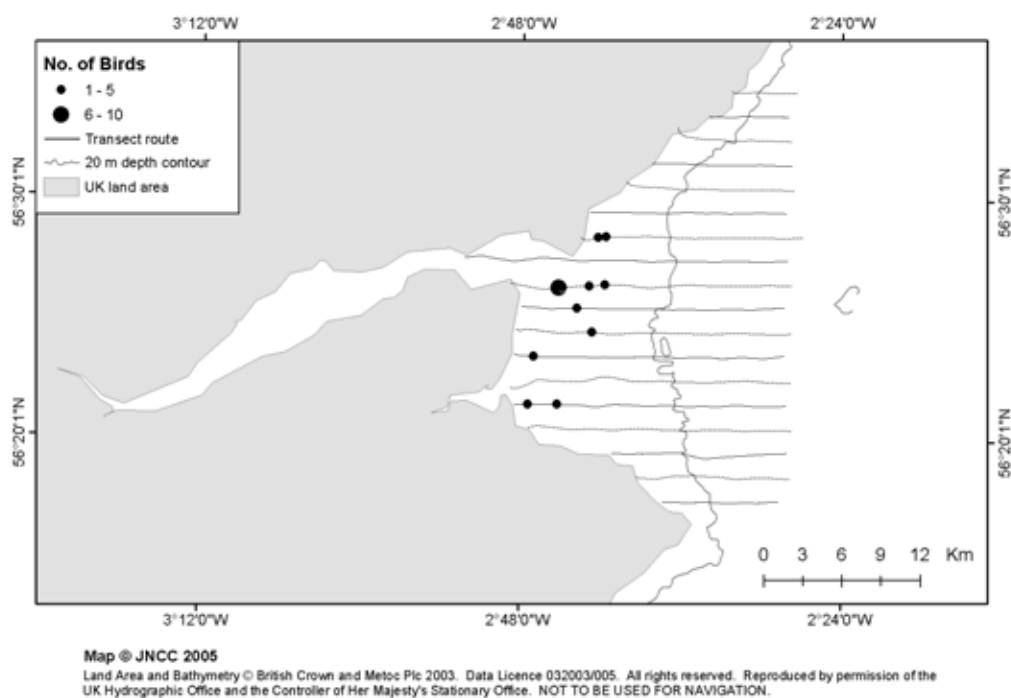 3°12'0"W 2°48'0"W 2°24'0"W
No. of Birds
1 - 5
6 - 10
Transect route
20 m depth contour
UK land area
56°30'1"N 56°30'1"N
56°20'1"N 56°20'1"N
0 3 6 9 12 Km
3°12'0"W 2°48'0"W 2°24'0"W
Map © JNCC 2005
Land Area and Bathymetry © British Crown and Metoc Plc 2003. Data Licence 032003/005. All rights reserved. Reproduced by permission of the
UK Hydrographic Office and the Controller of Her Majesty's Stationary Office. NOT TO BE USED FOR NAVIGATION.